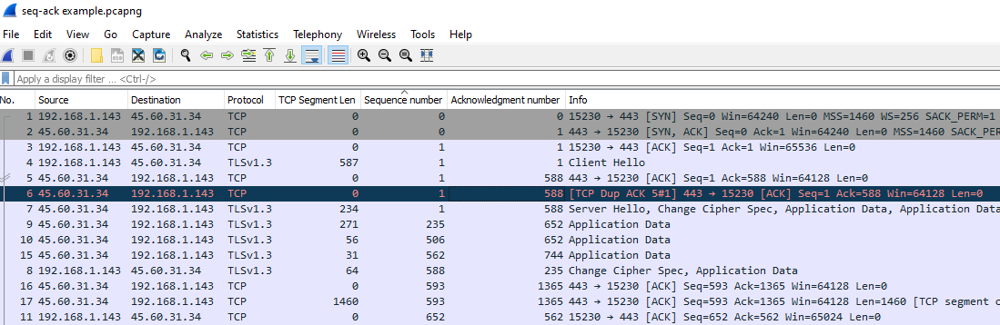 seq-ack example.pcapng
File Edit View Go Capture Analyze Statistics Telephony Wireless Tools Help
Apply a display filter ... <Ctrl-/>
No. Source Destination Protocol TCP Segment Len Sequence number Acknowledgment number Info
1 192.168.1.143 45.60.31.34 TCP 0 0 0 15230 → 443 [SYN] Seq=0 Win=64240 Len=0 MSS=1460 WS=256 SACK_PERM=1
2 45.60.31.34 192.168.1.143 TCP 0 0 1 443 → 15230 [SYN, ACK] Seq=0 Ack=1 Win=64240 Len=0 MSS=1460 SACK_PER
3 192.168.1.143 45.60.31.34 TCP 0 1 1 15230 → 443 [ACK] Seq=1 Ack=1 Win=65536 Len=0
4 192.168.1.143 45.60.31.34 TLSv1.3 587 1 1 Client Hello
5 45.60.31.34 192.168.1.143 TCP 0 1 588 443 → 15230 [ACK] Seq=1 Ack=588 Win=64128 Len=0
6 45.60.31.34 192.168.1.143 TCP 0 1 588 [TCP Dup ACK 5#1] 443 → 15230 [ACK] Seq=1 Ack=588 Win=64128 Len=0
7 45.60.31.34 192.168.1.143 TLSv1.3 234 1 588 Server Hello, Change Cipher Spec, Application Data, Application Data
9 45.60.31.34 192.168.1.143 TLSv1.3 271 235 652 Application Data
10 45.60.31.34 192.168.1.143 TLSv1.3 56 506 652 Application Data
15 45.60.31.34 192.168.1.143 TLSv1.3 31 562 744 Application Data
8 192.168.1.143 45.60.31.34 TLSv1.3 64 588 235 Change Cipher Spec, Application Data
16 45.60.31.34 192.168.1.143 TCP 0 593 1365 443 → 15230 [ACK] Seq=593 Ack=1365 Win=64128 Len=0
17 45.60.31.34 192.168.1.143 TCP 1460 593 1365 443 → 15230 [ACK] Seq=593 Ack=1365 Win=64128 Len=1460 [TCP segment o
11 192.168.1.143 45.60.31.34 TCP 0 652 562 15230 → 443 [ACK] Seq=652 Ack=562 Win=65024 Len=0